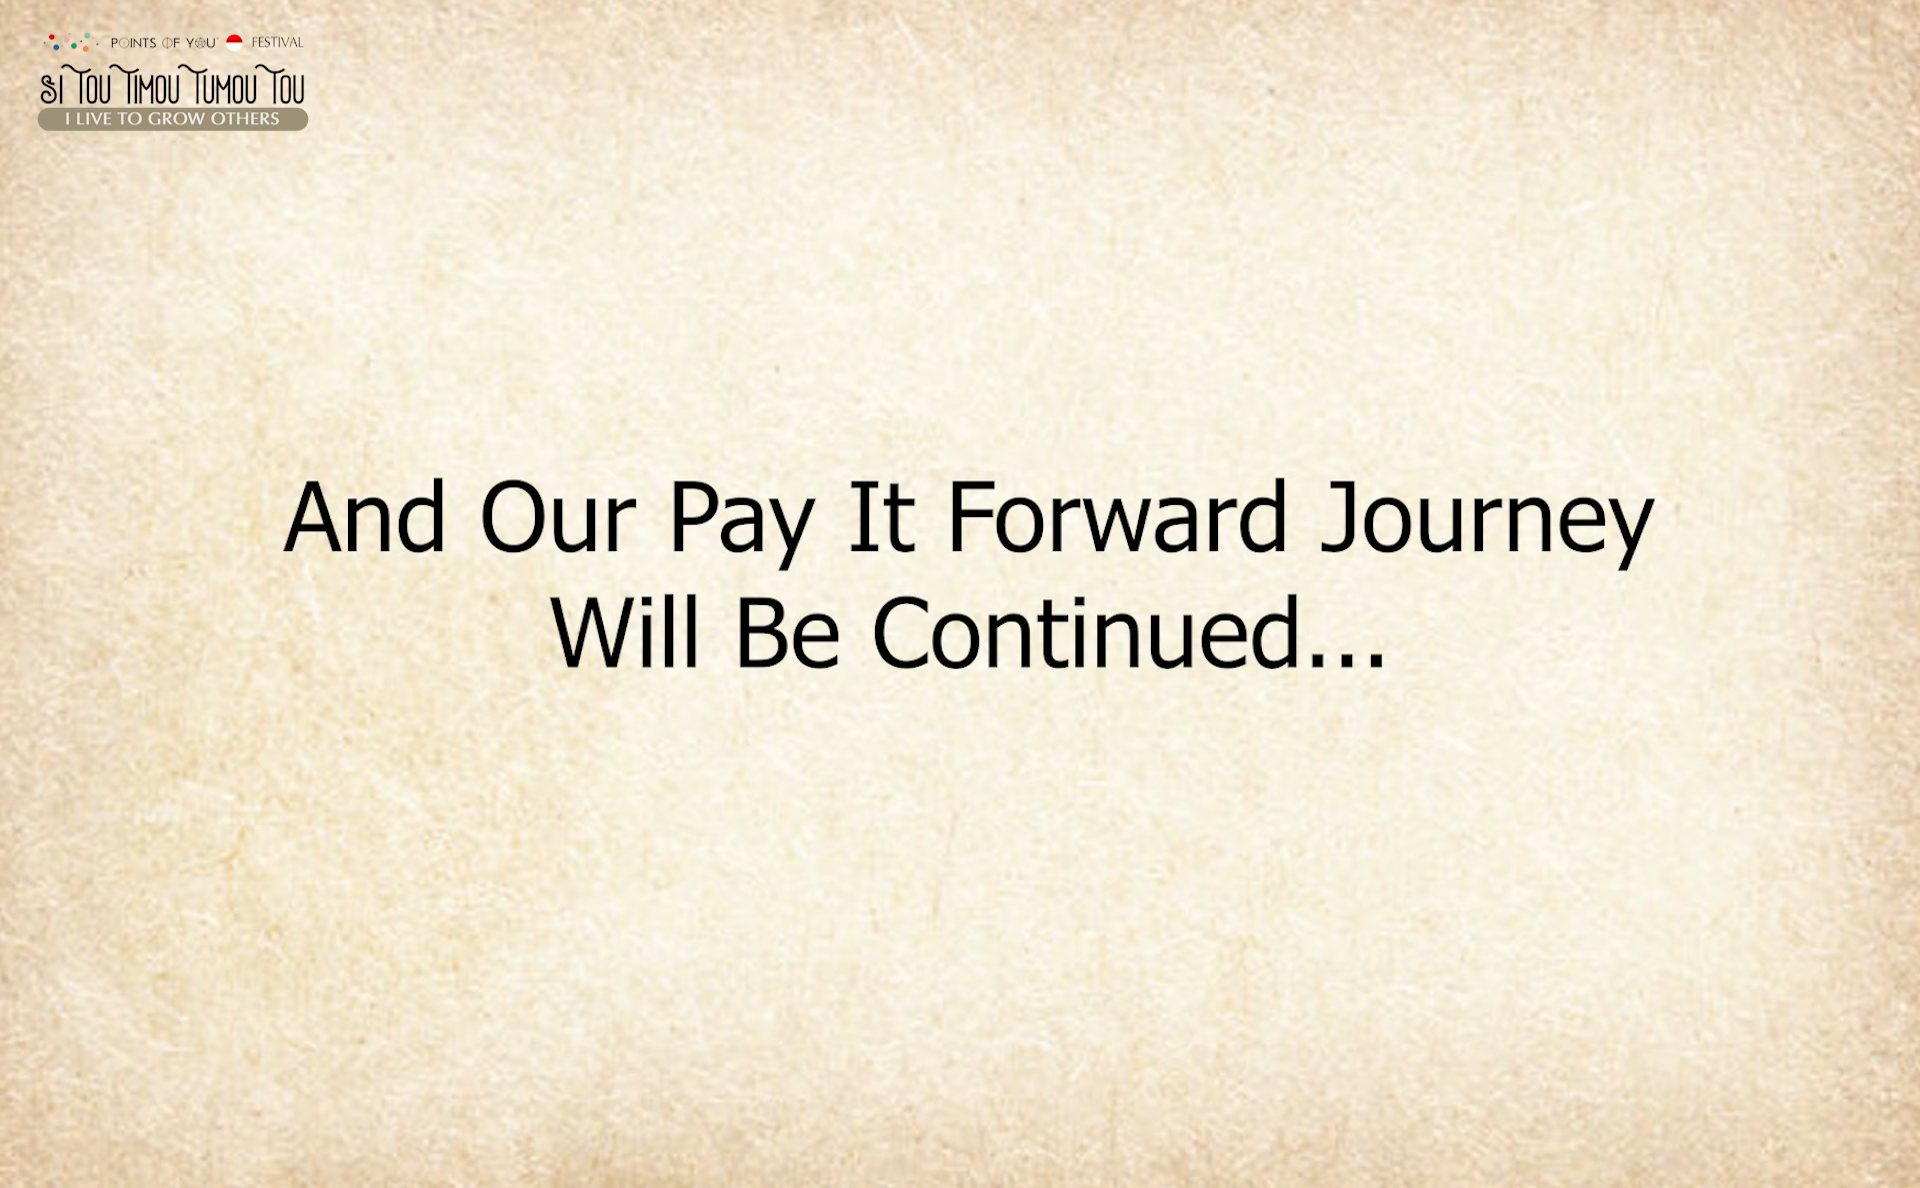 POINTS OF YOU FESTIVAL
SI TOU TIMOU TUMOU TOU
I LIVE TO GROW OTHERS
And Our Pay It Forward Journey
Will Be Continued...